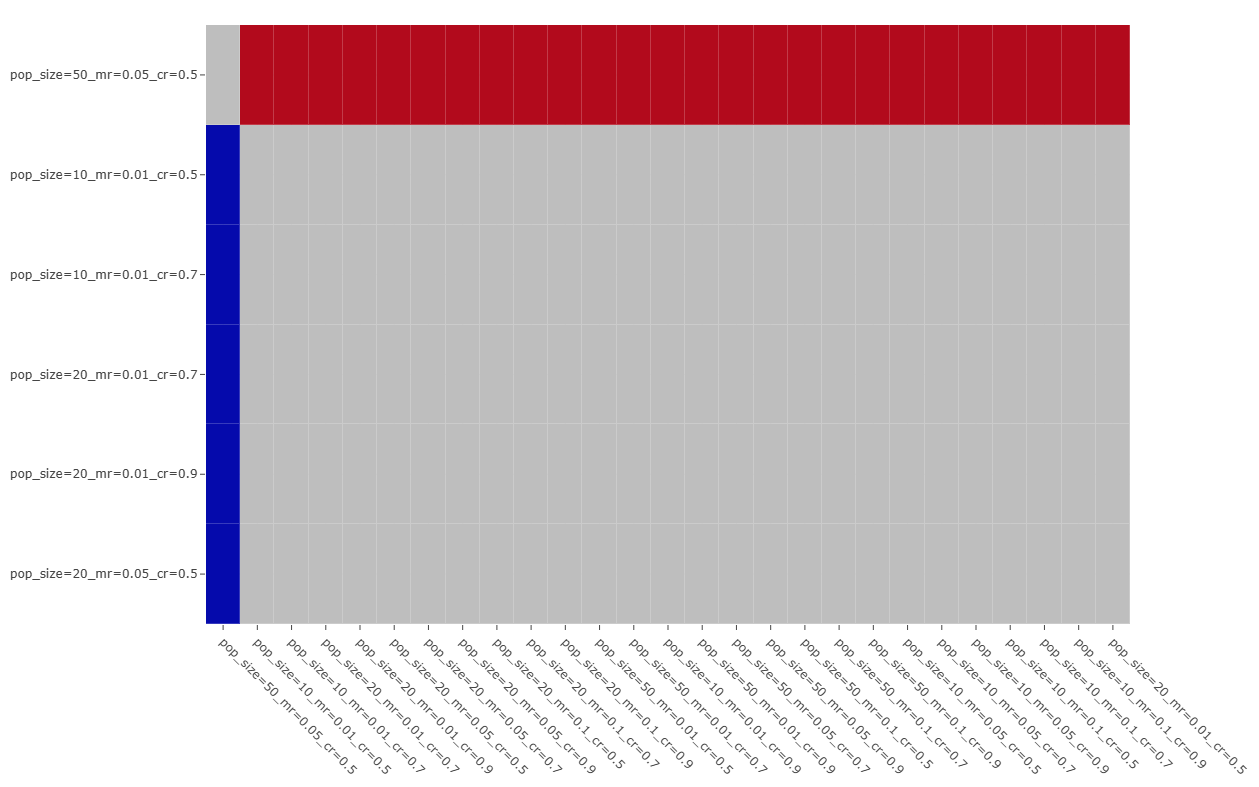 pop_size=50_mr=0.05_cr=0.5
pop_size=10_mr=0.01_cr=0.5
pop_size=10_mr=0.01_cr=0.7
pop_size=20_mr=0.01_cr=0.7
pop_size=20_mr=0.01_cr=0.9
pop_size=20_mr=0.05_cr=0.5
pop_size=50_mr=0.05_cr=0.5
pop_size=10_mr=0.01_cr=0.5
pop_size=10_mr=0.01_cr=0.7
pop_size=20_mr=0.01_cr=0.7
pop_size=20_mr=0.01_cr=0.9
pop_size=20_mr=0.05_cr=0.5
pop_size=20_mr=0.05_cr=0.7
pop_size=20_mr=0.05_cr=0.9
pop_size=20_mr=0.1_cr=0.5
pop_size=20_mr=0.1_cr=0.7
pop_size=20_mr=0.1_cr=0.9
pop_size=50_mr=0.01_cr=0.5
pop_size=50_mr=0.01_cr=0.7
pop_size=10_mr=0.01_cr=0.9
pop_size=50_mr=0.01_cr=0.9
pop_size=50_mr=0.05_cr=0.7
pop_size=50_mr=0.05_cr=0.9
pop_size=50_mr=0.1_cr=0.5
pop_size=50_mr=0.1_cr=0.7
pop_size=50_mr=0.1_cr=0.9
pop_size=10_mr=0.05_cr=0.5
pop_size=10_mr=0.05_cr=0.7
pop_size=10_mr=0.05_cr=0.9
pop_size=10_mr=0.1_cr=0.5
pop_size=10_mr=0.1_cr=0.7
pop_size=10_mr=0.1_cr=0.9
pop_size=20_mr=0.01_cr=0.5